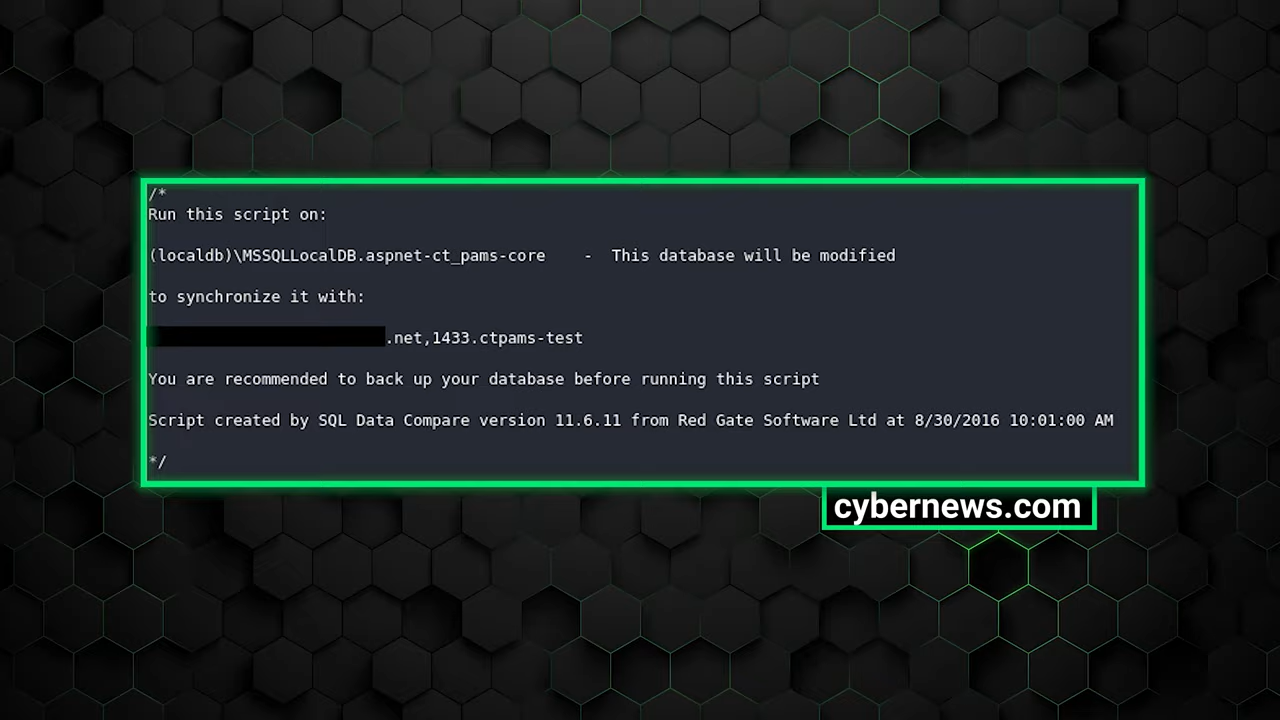 /*
Run this script on:
(localdb)\MSSQLLocalDB.aspnet-ct_pams-core    -  This database will be modified
to synchronize it with:
.net,1433.ctpams-test
You are recommended to back up your database before running this script
Script created by SQL Data Compare version 11.6.11 from Red Gate Software Ltd at 8/30/2016 10:01:00 AM
*/
cybernews.com